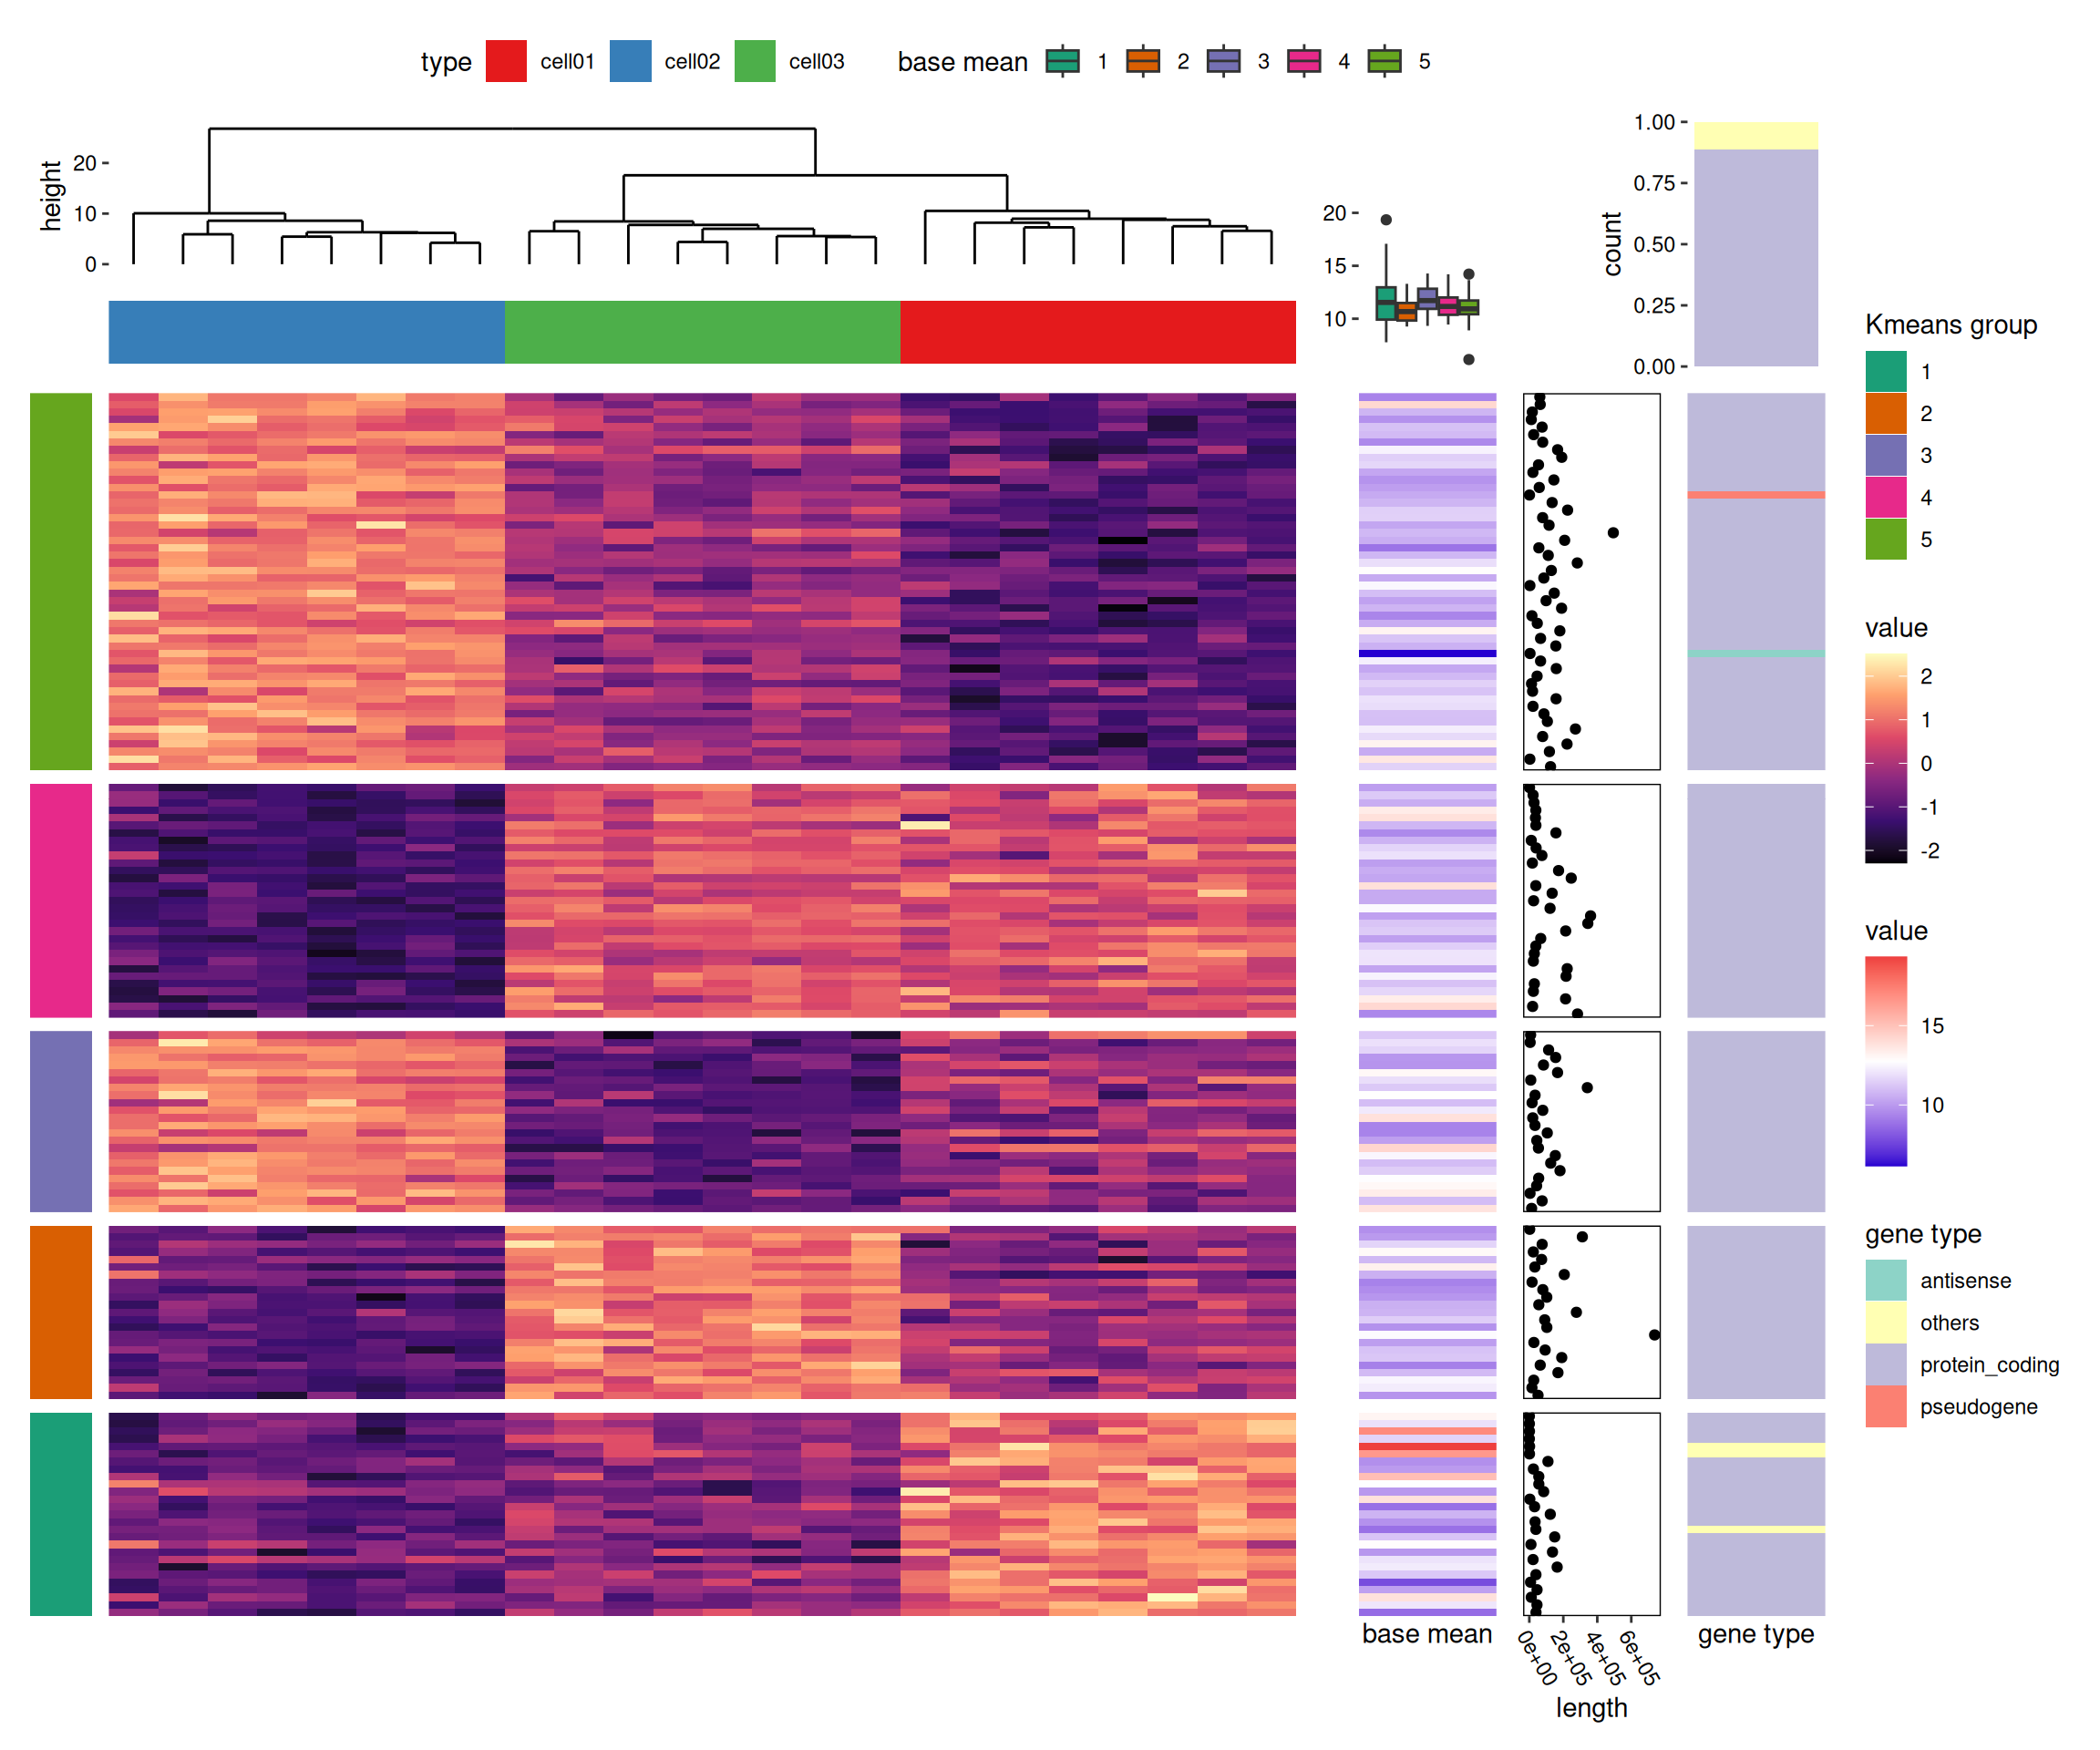 type cell01 cell02 cell03 base mean 1 2 3 4 5
height
20
10
0
20
15
10
count
1.00
0.75
0.50
0.25
0.00
Kmeans group
1
2
3
4
5
value
2
1
0
-1
-2
value
15
10
gene type
antisense
others
protein_coding
pseudogene
base mean
0e+00 2e+05 4e+05 6e+05
length
gene type